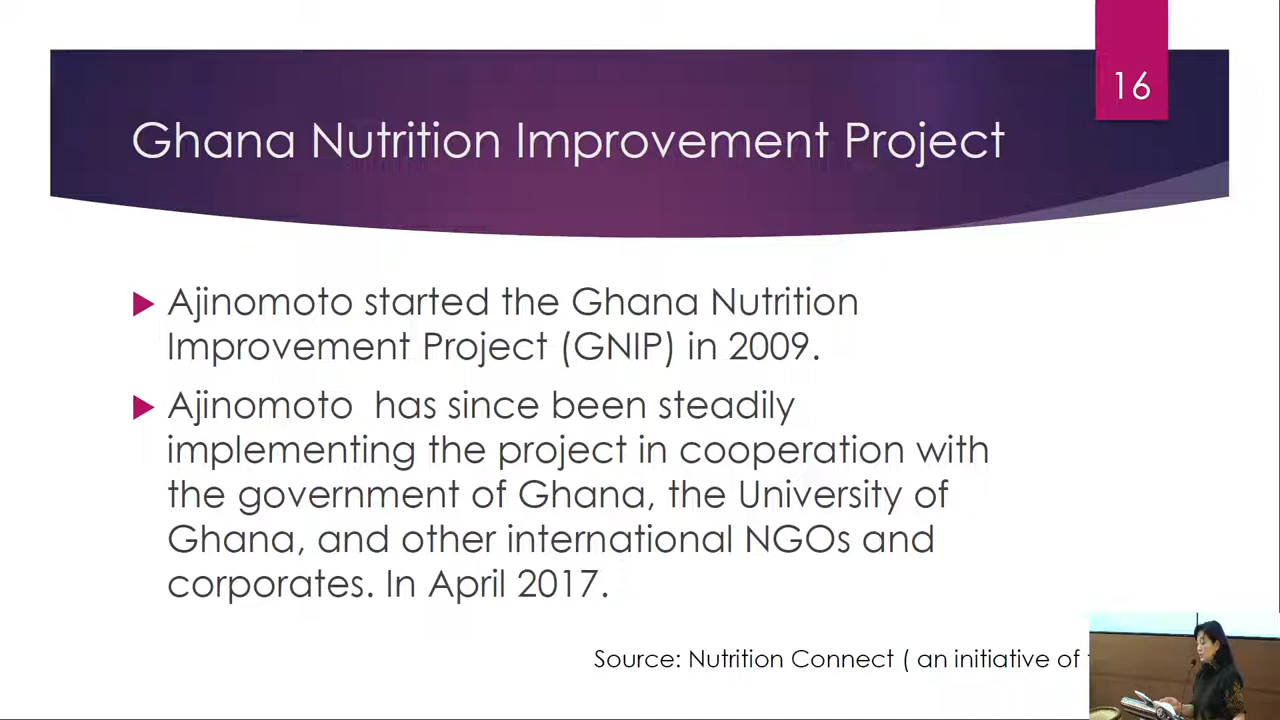 16
Ghana Nutrition Improvement Project
Ajinomoto started the Ghana Nutrition
Improvement Project (GNIP) in 2009.
Ajinomoto has since been steadily
implementing the project in cooperation with
the government of Ghana, the University of
Ghana, and other international NGOs and
corporates. In April 2017.
Source: Nutrition Connect ( an initiative of